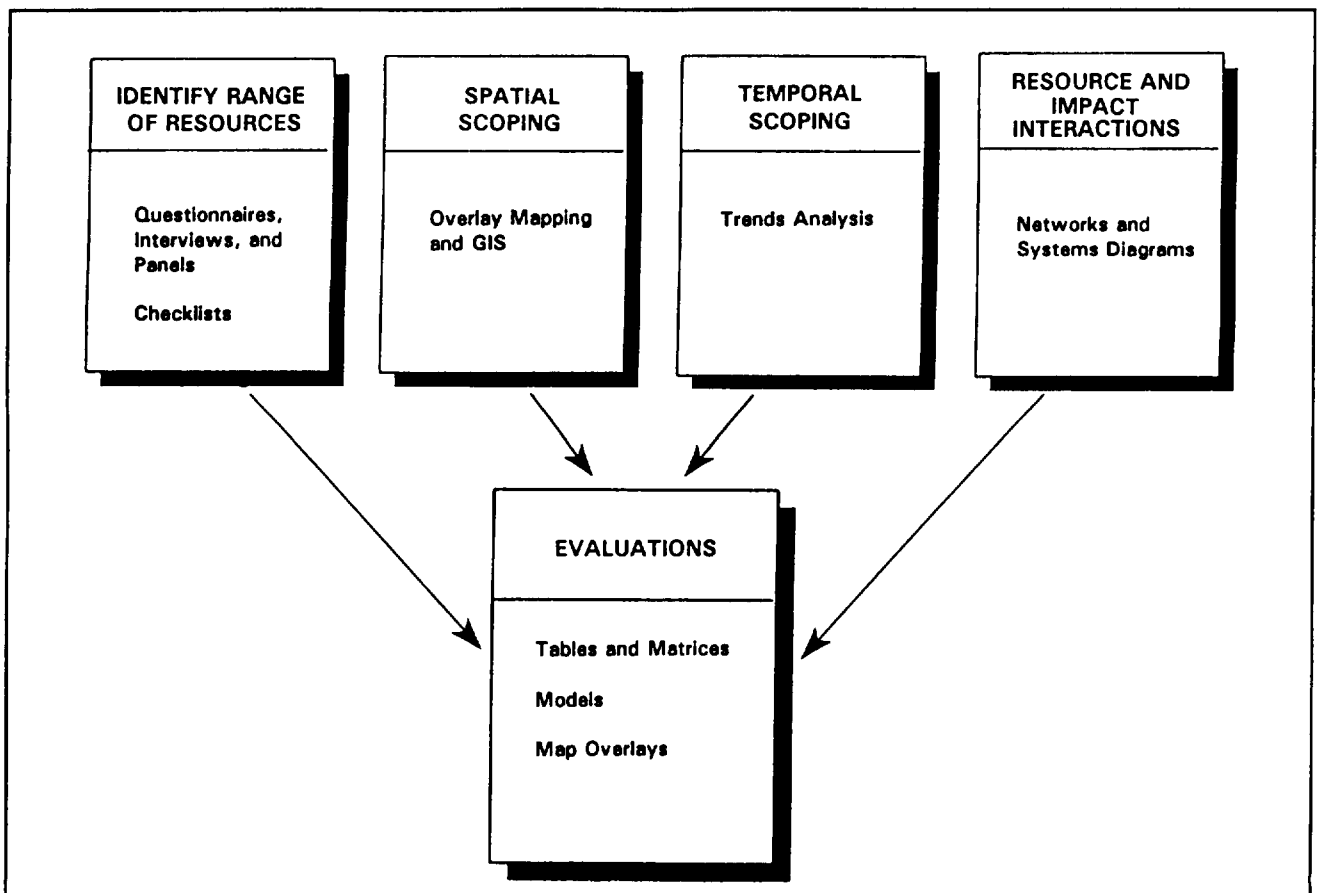 IDENTIFY RANGE
OF RESOURCES
Questionnaires,
Interviews, and
Panels
Checklists
SPATIAL
SCOPING
Overlay Mapping
and GIS
TEMPORAL
SCOPING
Trends Analysis
RESOURCE AND
IMPACT
INTERACTIONS
Networks and
Systems Diagrams
EVALUATIONS
Tables and Matrices
Models
Map Overlays